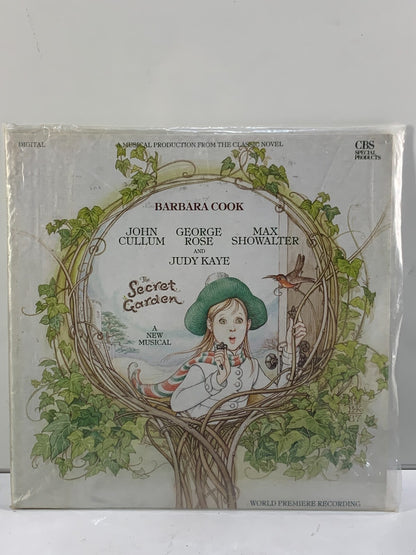 DIGITAL
A MUSICAL PRODUCTION FROM THE CLASSIC NOVEL
CBS
SPECIAL
PRODUCTS
BARBARA COOK
JOHN CULLUM
GEORGE ROSE
MAX SHOWALTER
AND
JUDY KAYE
The
Secret
Garden
A
NEW
MUSICAL
WORLD PREMIERE RECORDING